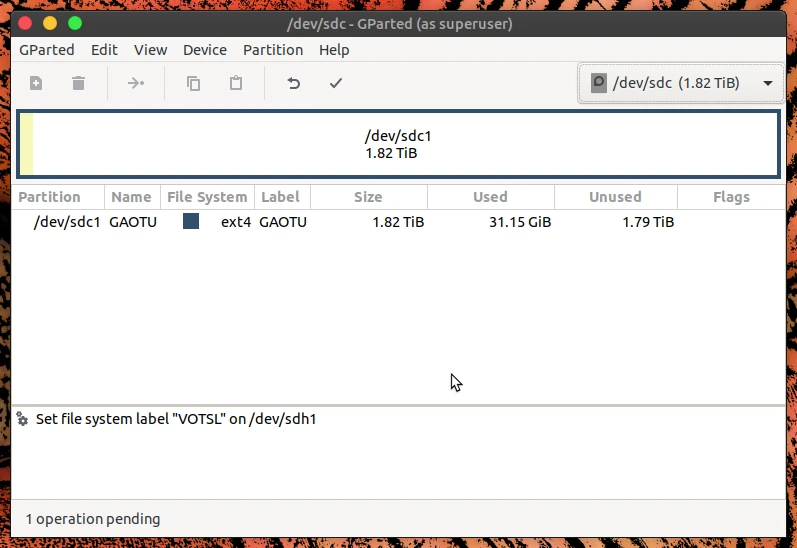 /dev/sdc - GParted (as superuser)
GParted Edit View Device Partition Help
/dev/sdc (1.82 TiB)
/dev/sdc1
1.82 TiB
Partition Name File System Label Size Used Unused Flags
/dev/sdc1 GAOTU ext4 GAOTU 1.82 TiB 31.15 GiB 1.79 TiB
Set file system label "VOTSL" on /dev/sdh1
1 operation pending